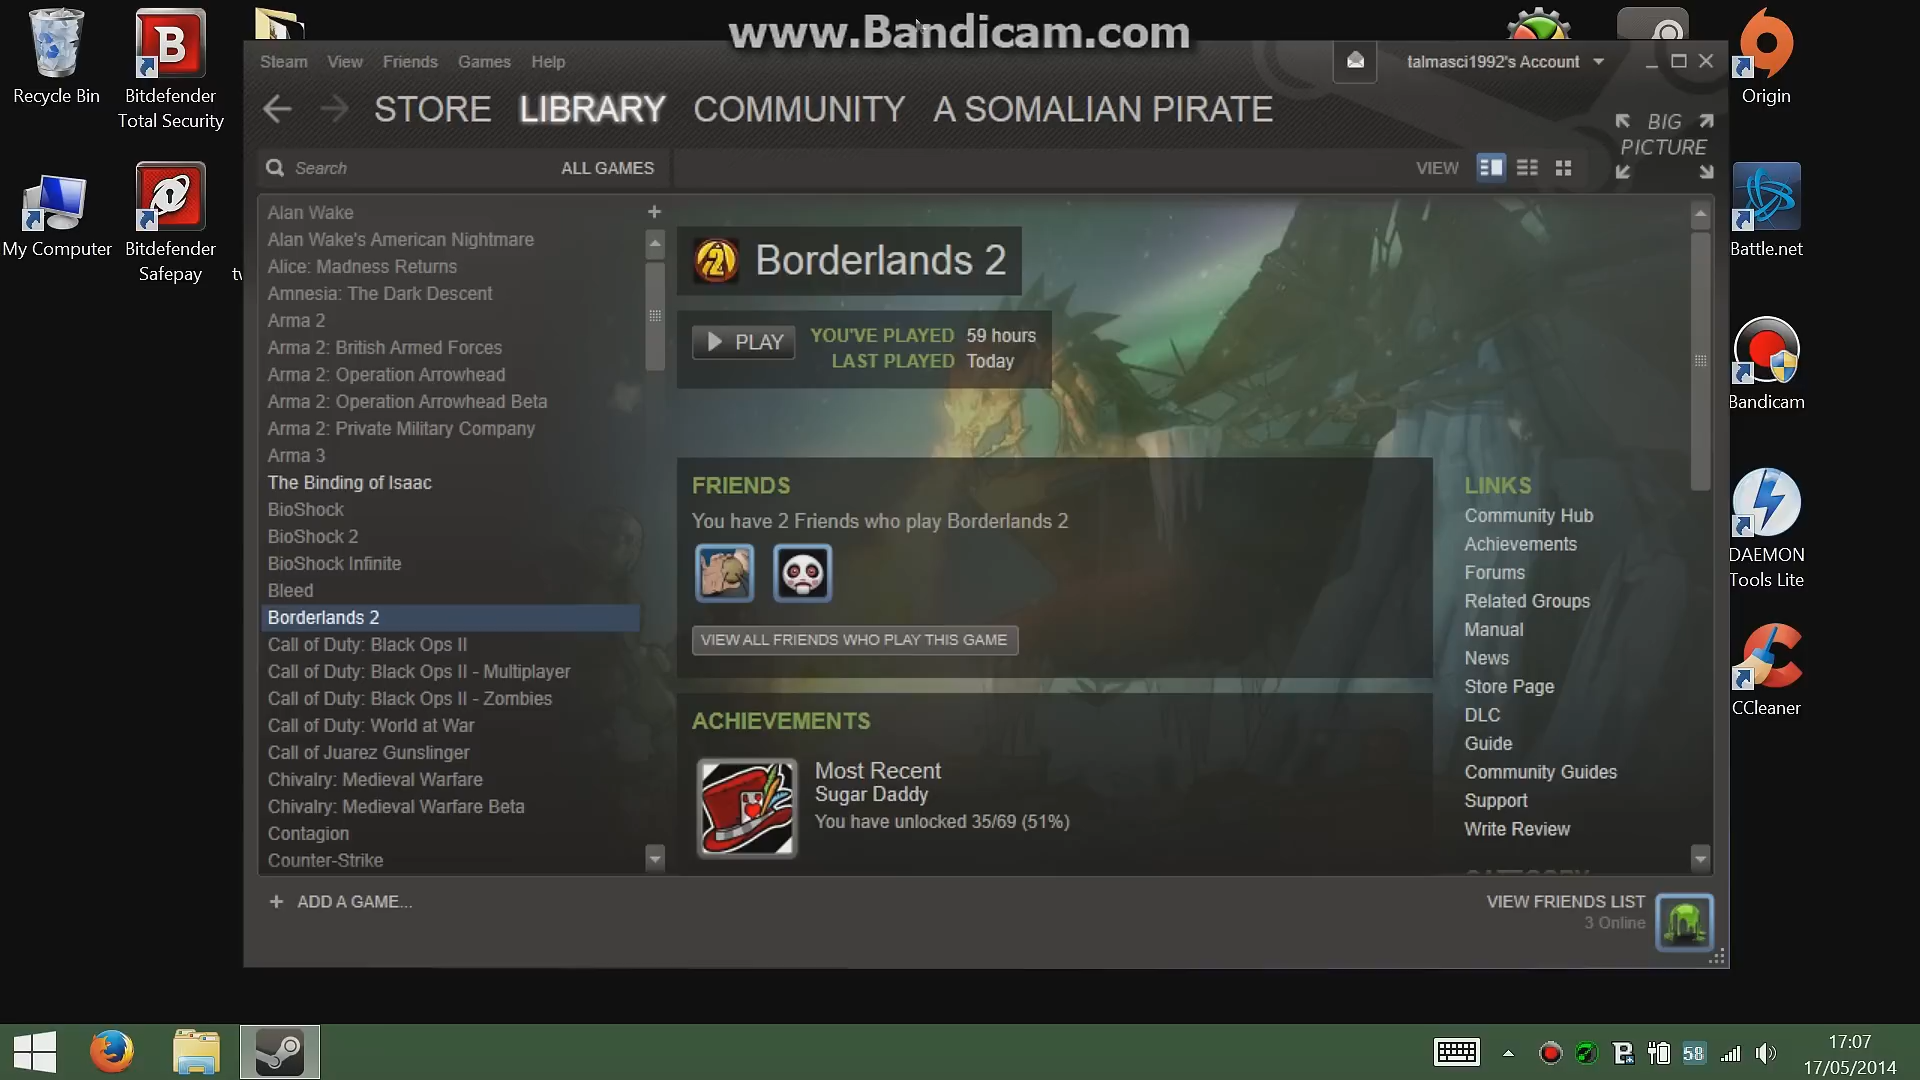 www.Bandicam.com
Recycle Bin
Bitdefender
Total Security
My Computer
Bitdefender
Safepay
Steam View Friends Games Help
talmasci1992's Account
STORE LIBRARY COMMUNITY A SOMALIAN PIRATE
BIG
PICTURE
Search
ALL GAMES
VIEW
Alan Wake
Alan Wake's American Nightmare
Alice: Madness Returns
Amnesia: The Dark Descent
Arma 2
Arma 2: British Armed Forces
Arma 2: Operation Arrowhead
Arma 2: Operation Arrowhead Beta
Arma 2: Private Military Company
Arma 3
The Binding of Isaac
BioShock
BioShock 2
BioShock Infinite
Bleed
Borderlands 2
Call of Duty: Black Ops II
Call of Duty: Black Ops II - Multiplayer
Call of Duty: Black Ops II - Zombies
Call of Duty: World at War
Call of Juarez Gunslinger
Chivalry: Medieval Warfare
Chivalry: Medieval Warfare Beta
Contagion
Counter-Strike
+ ADD A GAME...
Borderlands 2
PLAY
YOU'VE PLAYED 59 hours
LAST PLAYED Today
FRIENDS
You have 2 Friends who play Borderlands 2
VIEW ALL FRIENDS WHO PLAY THIS GAME
ACHIEVEMENTS
Most Recent
Sugar Daddy
You have unlocked 35/69 (51%)
LINKS
Community Hub
Achievements
Forums
Related Groups
Manual
News
Store Page
DLC
Guide
Community Guides
Support
Write Review
VIEW FRIENDS LIST
3 Online
Origin
Battle.net
Bandicam
DAEMON
Tools Lite
CCleaner
58
17:07
17/05/2014